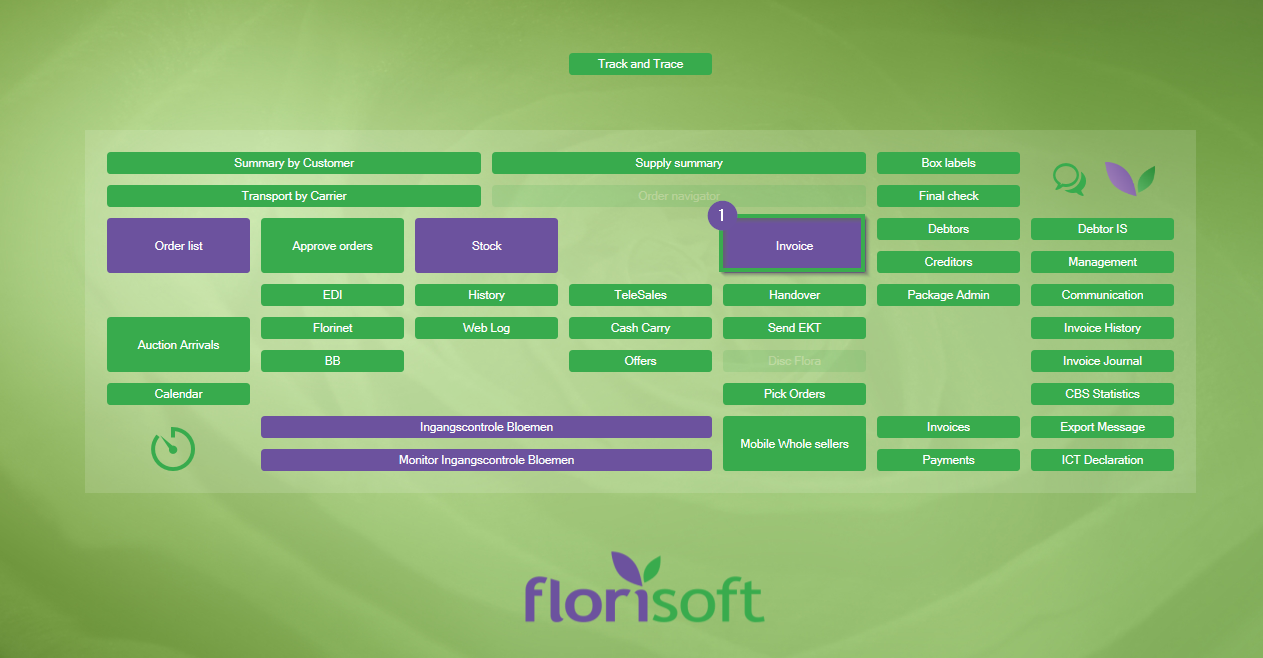 Track and Trace
Summary by Customer
Supply summary
Box labels
Transport by Carrier
Order navigator
Final check
1
Order list
Approve orders
Stock
Invoice
Debtors
Debtor IS
Creditors
Management
EDI
History
TeleSales
Handover
Package Admin
Communication
Auction Arrivals
Florinet
Web Log
Cash Carry
Send EKT
Invoice History
BB
Offers
Disc Flora
Invoice Journal
Calendar
Pick Orders
CBS Statistics
Ingangscontrole Bloemen
Mobile Whole sellers
Invoices
Export Message
Monitor Ingangscontrole Bloemen
Payments
ICT Declaration
florisoft